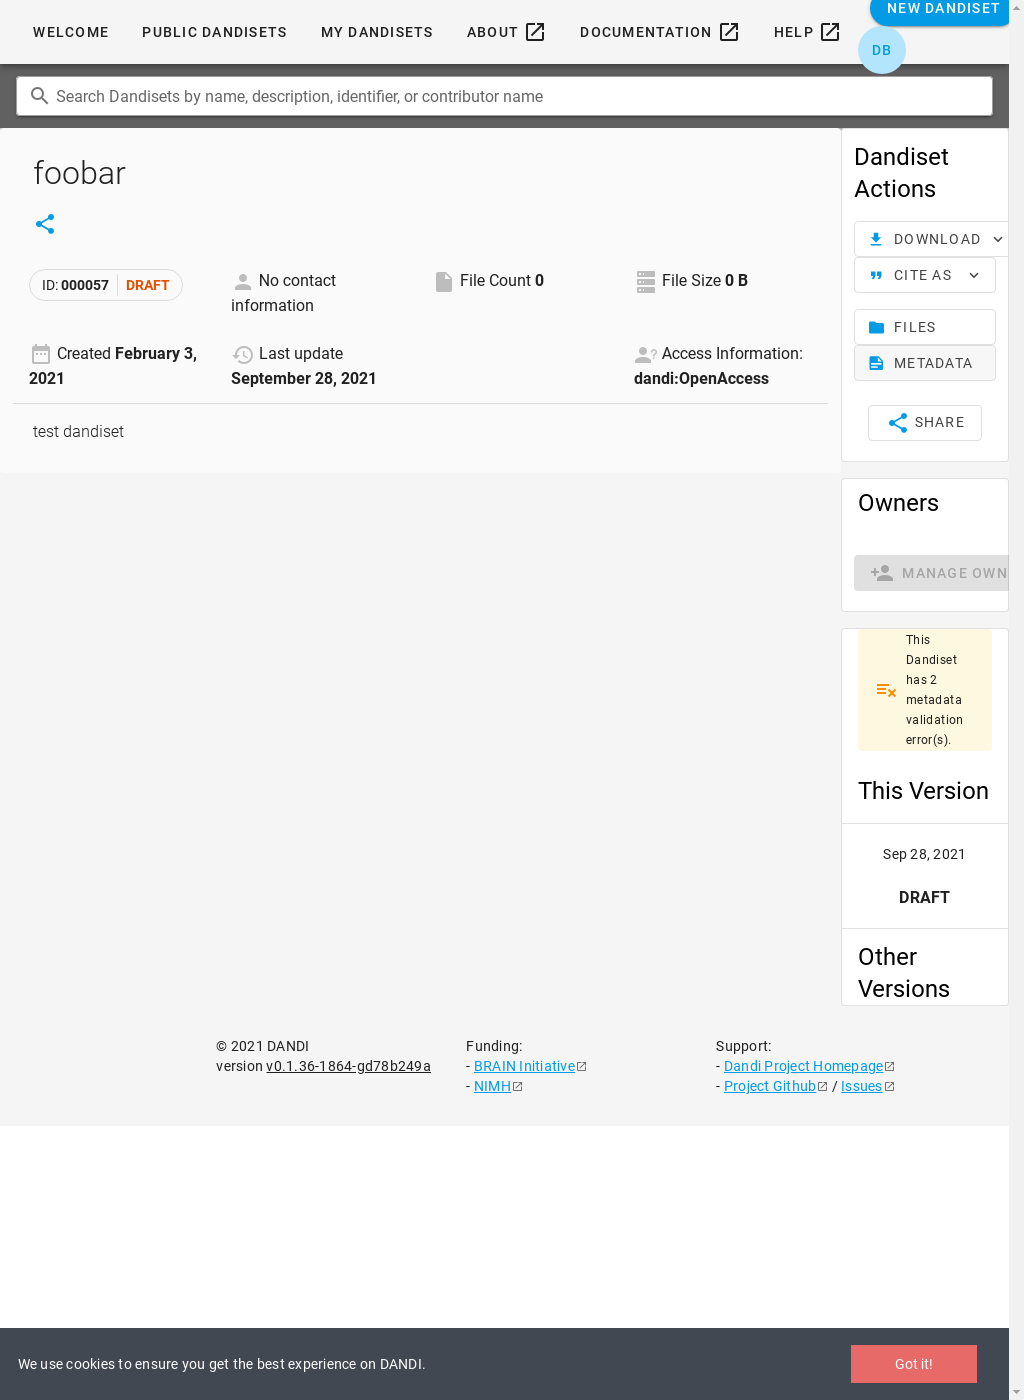 WELCOME PUBLIC DANDISETS MY DANDISETS ABOUT DOCUMENTATION HELP NEW DANDISET
DB
Search Dandisets by name, description, identifier, or contributor name
foobar
ID: 000057 DRAFT
No contact
information
File Count 0
File Size 0 B
Created February 3,
2021
Last update
September 28, 2021
Access Information:
dandi:OpenAccess
test dandiset
Dandiset
Actions
DOWNLOAD
CITE AS
FILES
METADATA
SHARE
Owners
MANAGE OWN
This
Dandiset
has 2
metadata
validation
error(s).
This Version
Sep 28, 2021
DRAFT
Other
Versions
© 2021 DANDI
version v0.1.36-1864-gd78b249a
Funding:
- BRAIN Initiative
- NIMH
Support:
- Dandi Project Homepage
- Project Github / Issues
We use cookies to ensure you get the best experience on DANDI.
Got it!